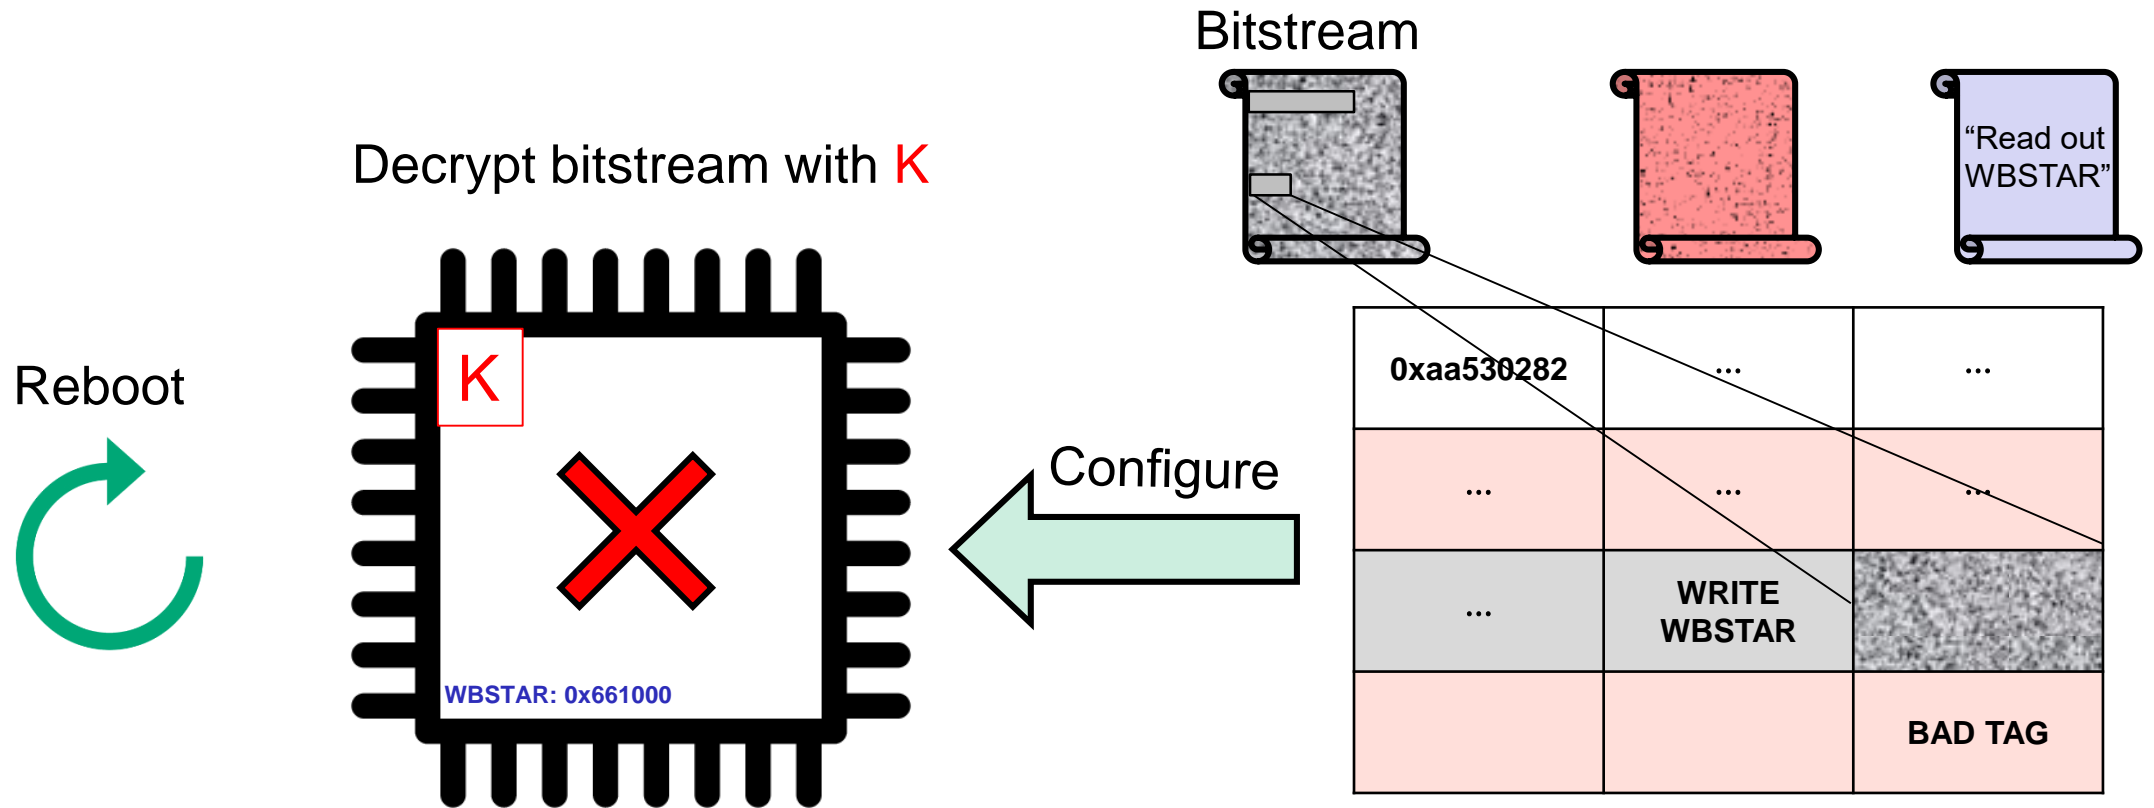 Bitstream
“Read out
WBSTAR”
Decrypt bitstream with K
Reboot
K
WBSTAR: 0x661000
Configure
0xaa530282 ... ...
... ... ...
... WRITE
WBSTAR
BAD TAG